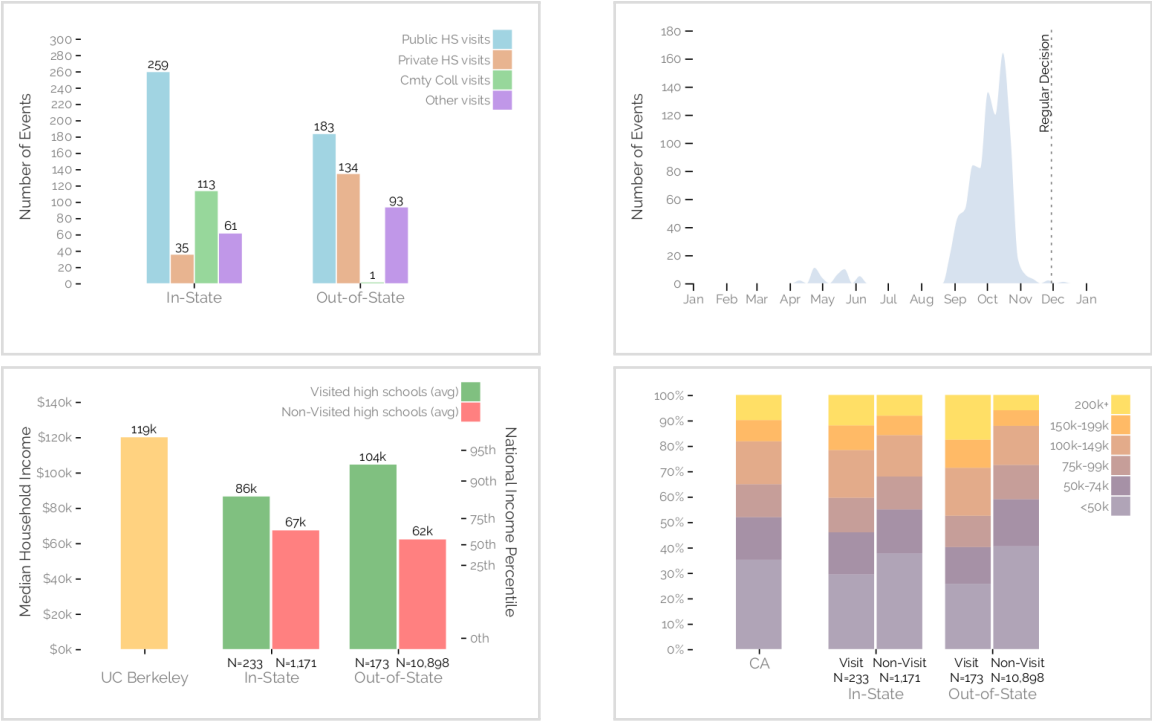 300
280
260
240
220
200
180
160
140
120
100
80
60
40
20
0
Number of Events
Public HS visits
Private HS visits
Cmty Coll visits
Other visits
259
35
113
61
183
134
1
93
In-State
Out-of-State
180
160
140
120
100
80
60
40
20
0
Number of Events
Regular Decision
Jan Feb Mar Apr May Jun Jul Aug Sep Oct Nov Dec Jan
$140k
$120k
$100k
$80k
$60k
$40k
$20k
$0k
Median Household Income
Visited high schools (avg)
Non-Visited high schools (avg)
119k
86k
67k
104k
62k
95th
90th
75th
50th
25th
0th
National Income Percentile
N=233 N=1,171 N=173 N=10,898
UC Berkeley In-State Out-of-State
100%
90%
80%
70%
60%
50%
40%
30%
20%
10%
0%
200k+
150k-199k
100k-149k
75k-99k
50k-74k
<50k
CA
Visit Non-Visit Visit Non-Visit
N=233 N=1,171 N=173 N=10,898
In-State Out-of-State